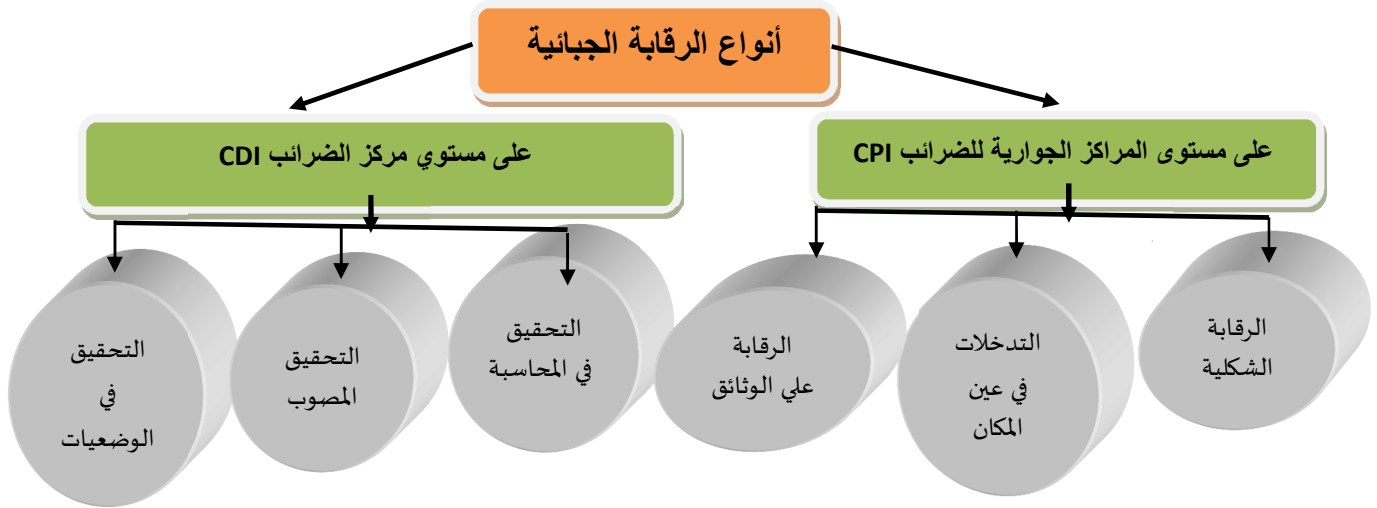 أنواع الرقابة الجبائية
على مستوى المراكز الجوارية للضرائب CPI
على مستوي مركز الضرائب CDI
الرقابة
الشكلية
التدخلات
في عين
المكان
الرقابة
علي الوثائق
التحقيق
في المحاسبة
التحقيق
المصوب
التحقيق
في
الوضعيات